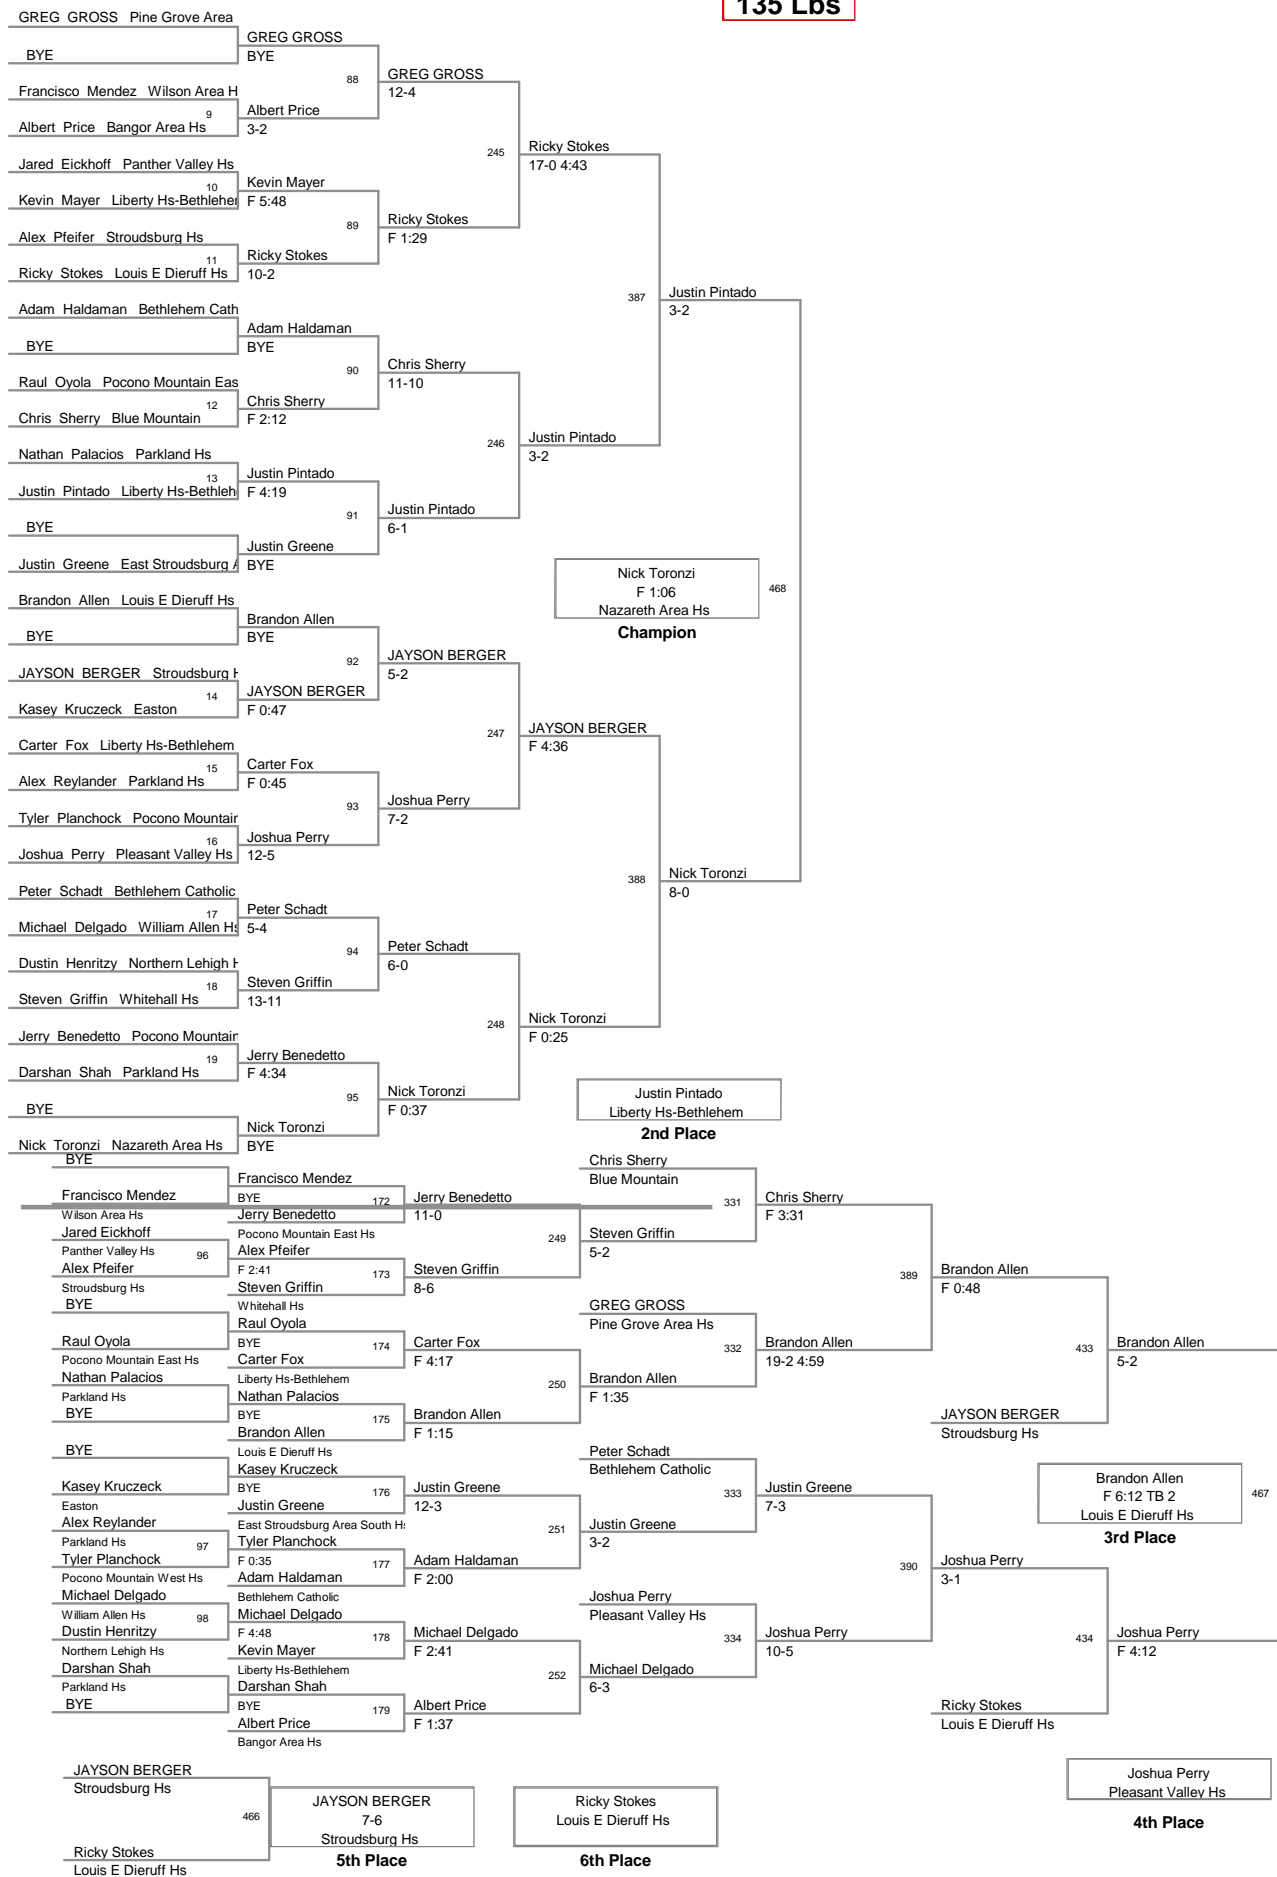 135 Lbs
GREG GROSS Pine Grove Area
BYE
GREG GROSS
BYE
88
GREG GROSS
12-4
Francisco Mendez Wilson Area H
9
Albert Price Bangor Area Hs
Albert Price
3-2
245
Ricky Stokes
17-0 4:43
Jared Eickhoff Panther Valley Hs
10
Kevin Mayer Liberty Hs-Bethlehem
Kevin Mayer
F 5:48
89
Ricky Stokes
F 1:29
Alex Pfeifer Stroudsburg Hs
11
Ricky Stokes Louis E Dieruff Hs
Ricky Stokes
10-2
387
Justin Pintado
3-2
Adam Haldaman Bethlehem Cath
BYE
Adam Haldaman
BYE
90
Chris Sherry
11-10
Raul Oyola Pocono Mountain Eas
12
Chris Sherry Blue Mountain
Chris Sherry
F 2:12
246
Justin Pintado
3-2
Nathan Palacios Parkland Hs
13
Justin Pintado Liberty Hs-Bethleh
Justin Pintado
F 4:19
91
Justin Pintado
6-1
BYE
Justin Greene East Stroudsburg A
Justin Greene
BYE
Nick Toronzi
F 1:06
Nazareth Area Hs
468
Champion
Brandon Allen Louis E Dieruff Hs
BYE
Brandon Allen
BYE
92
JAYSON BERGER
5-2
JAYSON BERGER Stroudsburg H
14
Kasey Kruczeck Easton
JAYSON BERGER
F 0:47
247
JAYSON BERGER
F 4:36
Carter Fox Liberty Hs-Bethlehem
15
Alex Reylander Parkland Hs
Carter Fox
F 0:45
93
Joshua Perry
7-2
Tyler Planchock Pocono Mountain
16
Joshua Perry Pleasant Valley Hs
Joshua Perry
12-5
388
Nick Toronzi
8-0
Peter Schadt Bethlehem Catholic
17
Michael Delgado William Allen Hs
Peter Schadt
5-4
94
Peter Schadt
6-0
Dustin Henritzy Northern Lehigh H
18
Steven Griffin Whitehall Hs
Steven Griffin
13-11
248
Nick Toronzi
F 0:25
Jerry Benedetto Pocono Mountain
19
Darshan Shah Parkland Hs
Jerry Benedetto
F 4:34
95
Nick Toronzi
F 0:37
BYE
Nick Toronzi Nazareth Area Hs
Nick Toronzi
BYE
Justin Pintado
Liberty Hs-Bethlehem
2nd Place
BYE
Francisco Mendez
Wilson Area Hs
Francisco Mendez
BYE
172
Jerry Benedetto
Pocono Mountain East Hs
Jerry Benedetto
11-0
Jared Eickhoff
Panther Valley Hs
96
Alex Pfeifer
Stroudsburg Hs
Alex Pfeifer
F 2:41
173
Steven Griffin
Whitehall Hs
Steven Griffin
8-6
249
Steven Griffin
5-2
Chris Sherry
Blue Mountain
331
Chris Sherry
F 3:31
BYE
Raul Oyola
Pocono Mountain East Hs
Raul Oyola
BYE
174
Carter Fox
Liberty Hs-Bethlehem
Carter Fox
F 4:17
Nathan Palacios
Parkland Hs
BYE
Nathan Palacios
BYE
175
Brandon Allen
Louis E Dieruff Hs
Brandon Allen
F 1:15
250
Brandon Allen
F 1:35
GREG GROSS
Pine Grove Area Hs
332
Brandon Allen
19-2 4:59
389
Brandon Allen
F 0:48
433
Brandon Allen
5-2
JAYSON BERGER
Stroudsburg Hs
BYE
Kasey Kruczeck
Easton
Kasey Kruczeck
BYE
176
Justin Greene
East Stroudsburg Area South Hs
Justin Greene
12-3
Alex Reylander
Parkland Hs
97
Tyler Planchock
Pocono Mountain West Hs
Tyler Planchock
F 0:35
177
Adam Haldaman
Bethlehem Catholic
Adam Haldaman
F 2:00
251
Justin Greene
3-2
Peter Schadt
Bethlehem Catholic
333
Justin Greene
7-3
Brandon Allen
F 6:12 TB 2
Louis E Dieruff Hs
467
3rd Place
Michael Delgado
William Allen Hs
98
Dustin Henritzy
Northern Lehigh Hs
Michael Delgado
F 4:48
178
Kevin Mayer
Liberty Hs-Bethlehem
Michael Delgado
F 2:41
Darshan Shah
Parkland Hs
BYE
Darshan Shah
BYE
179
Albert Price
Bangor Area Hs
Albert Price
F 1:37
252
Michael Delgado
6-3
Joshua Perry
Pleasant Valley Hs
334
Joshua Perry
10-5
390
Joshua Perry
3-1
434
Joshua Perry
F 4:12
Ricky Stokes
Louis E Dieruff Hs
JAYSON BERGER
Stroudsburg Hs
466
Ricky Stokes
Louis E Dieruff Hs
JAYSON BERGER
7-6
Stroudsburg Hs
5th Place
Ricky Stokes
Louis E Dieruff Hs
6th Place
Joshua Perry
Pleasant Valley Hs
4th Place